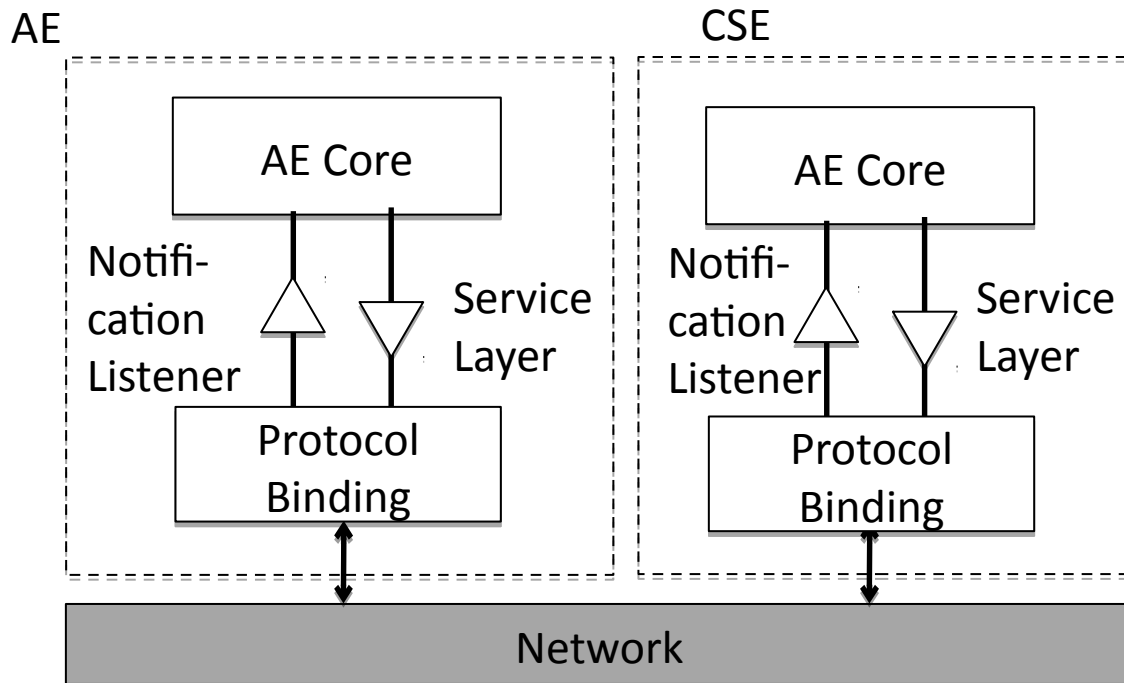 AE
CSE
AE Core
Notifi-
cation
Listener
Service
Layer
Protocol
Binding
AE Core
Notifi-
cation
Listener
Service
Layer
Protocol
Binding
Network